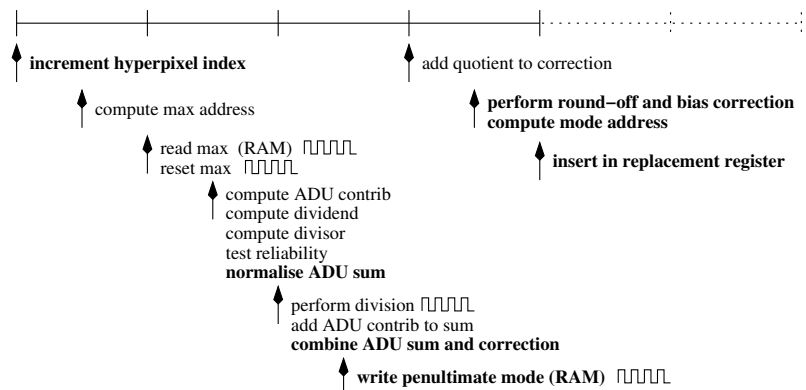 increment hyperpixel index
add quotient to correction
compute max address
perform round−off and bias correction
compute mode address
read max (RAM)
reset max
insert in replacement register
compute ADU contrib
compute dividend
compute divisor
test reliability
normalise ADU sum
perform division
add ADU contrib to sum
combine ADU sum and correction
write penultimate mode (RAM)